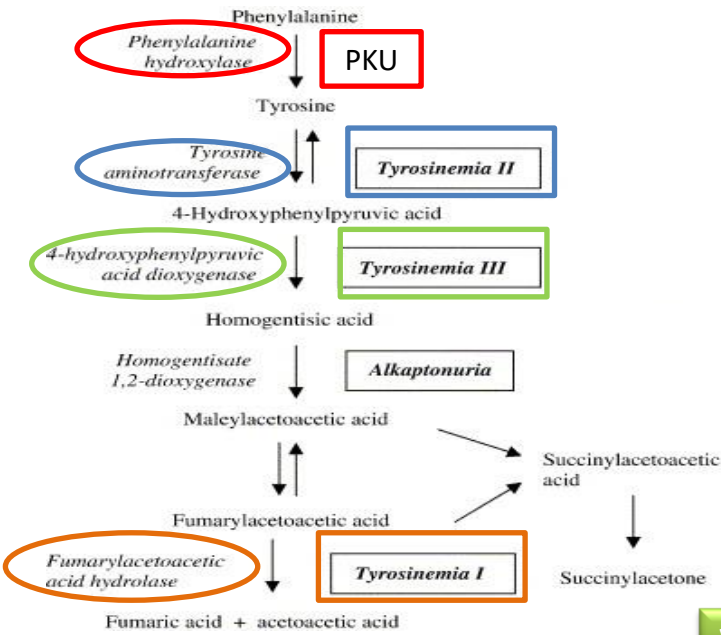 Phenylalanine
Phenylalanine
hydroxylase
PKU
Tyrosine
Tyrosine
aminotransferase
Tyrosinemia II
4-Hydroxyphenylpyruvic acid
4-hydroxyphenylpyruvic
acid dioxygenase
Tyrosinemia III
Homogentisic acid
Homogentisate
1,2-dioxygenase
Alkaptonuria
Maleylacetoacetic acid
Succinylacetoacetic
acid
Fumarylacetoacetic acid
Fumarylacetoacetic
acid hydrolase
Tyrosinemia I
Succinylacetone
Fumaric acid + acetoacetic acid